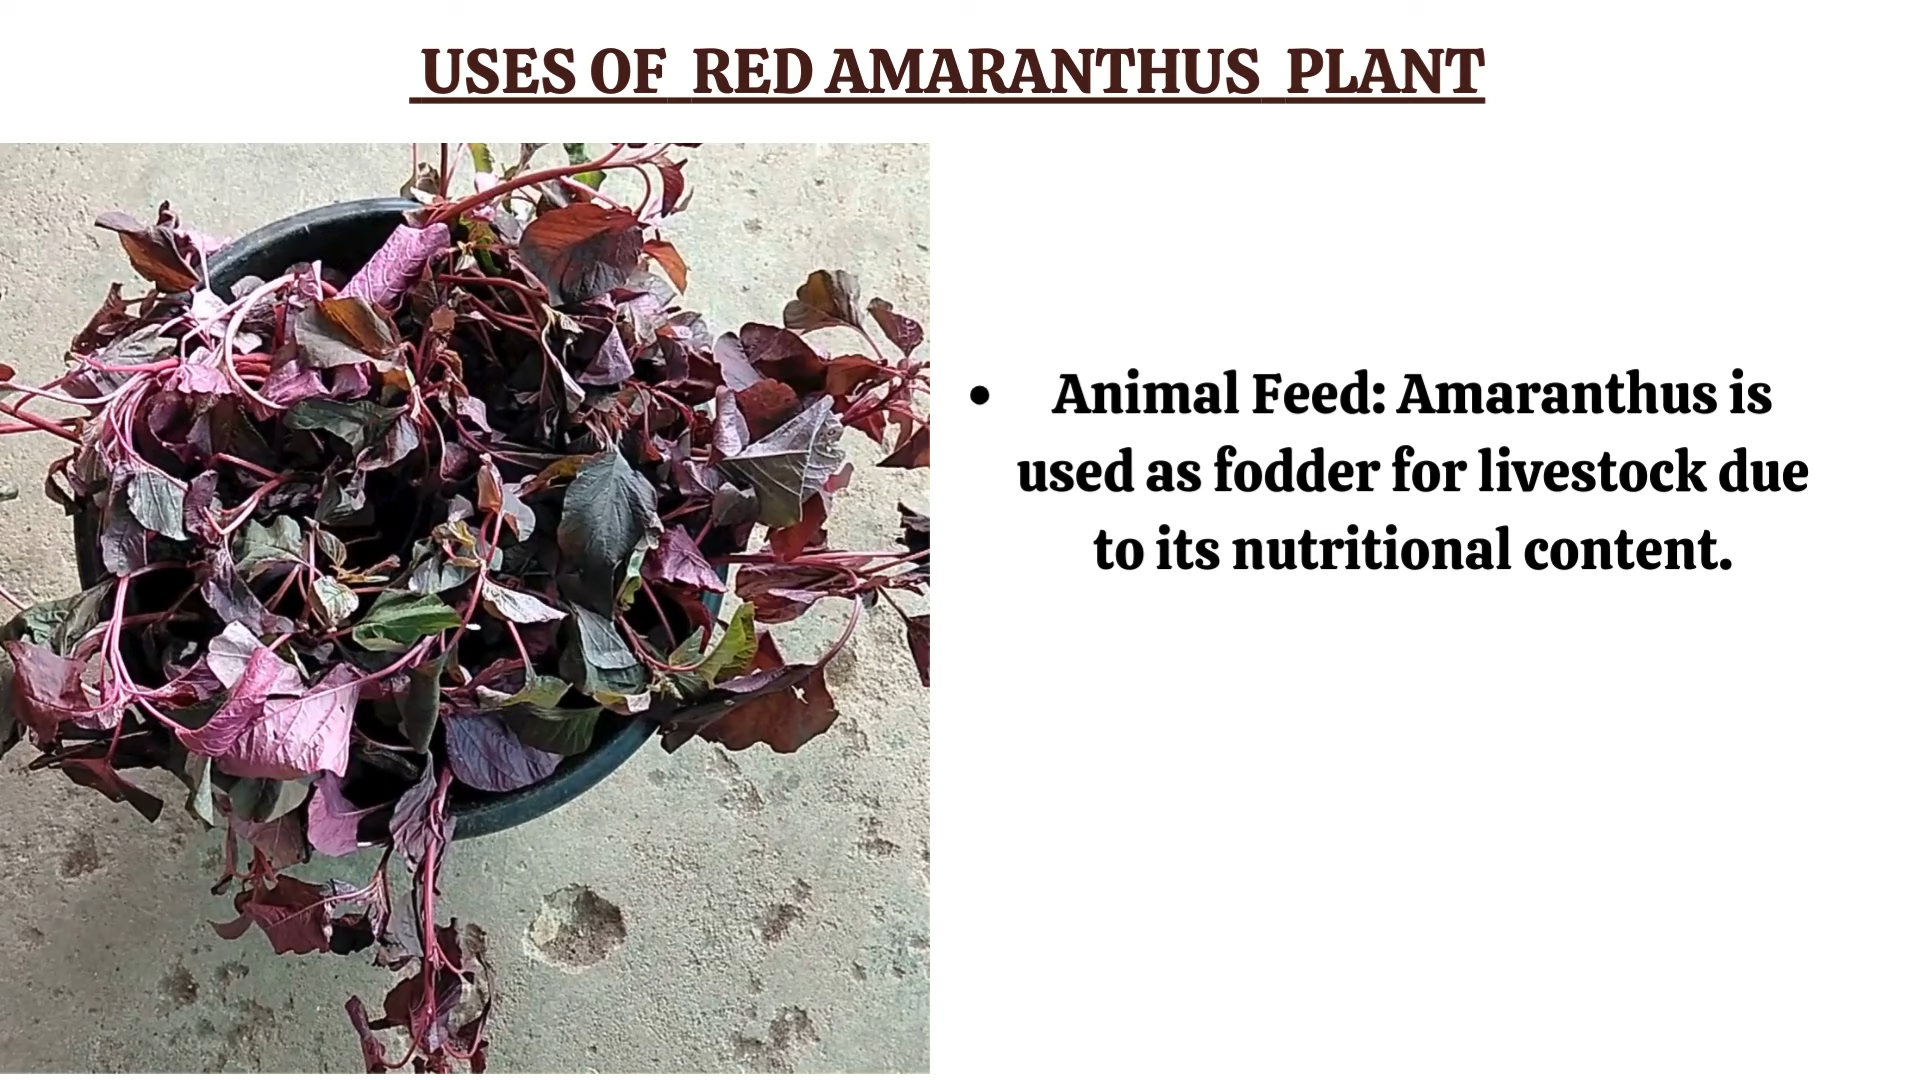 USES OF RED AMARANTHUS PLANT
• Animal Feed: Amaranthus is
used as fodder for livestock due
to its nutritional content.